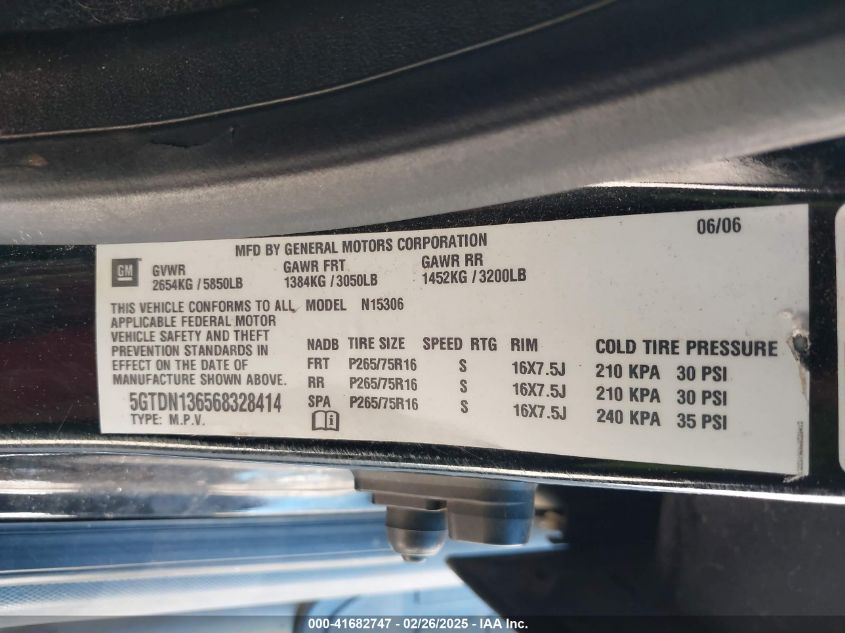 06/06
MFD BY GENERAL MOTORS CORPORATION
GM
GVWR GAWR FRT GAWR RR
2654KG / 5850LB 1384KG / 3050LB 1452KG / 3200LB
THIS VEHICLE CONFORMS TO ALL MODEL N15306
APPLICABLE FEDERAL MOTOR
VEHICLE SAFETY AND THEFT
PREVENTION STANDARDS IN
EFFECT ON THE DATE OF
MANUFACTURE SHOWN ABOVE.
5GTDN136568328414
TYPE: M.P.V.
NADB TIRE SIZE SPEED RTG RIM COLD TIRE PRESSURE
FRT P265/75R16 S 16X7.5J 210 KPA 30 PSI
RR P265/75R16 S 16X7.5J 210 KPA 30 PSI
SPA P265/75R16 S 16X7.5J 240 KPA 35 PSI
000-41682747 - 02/26/2025 - IAA Inc.